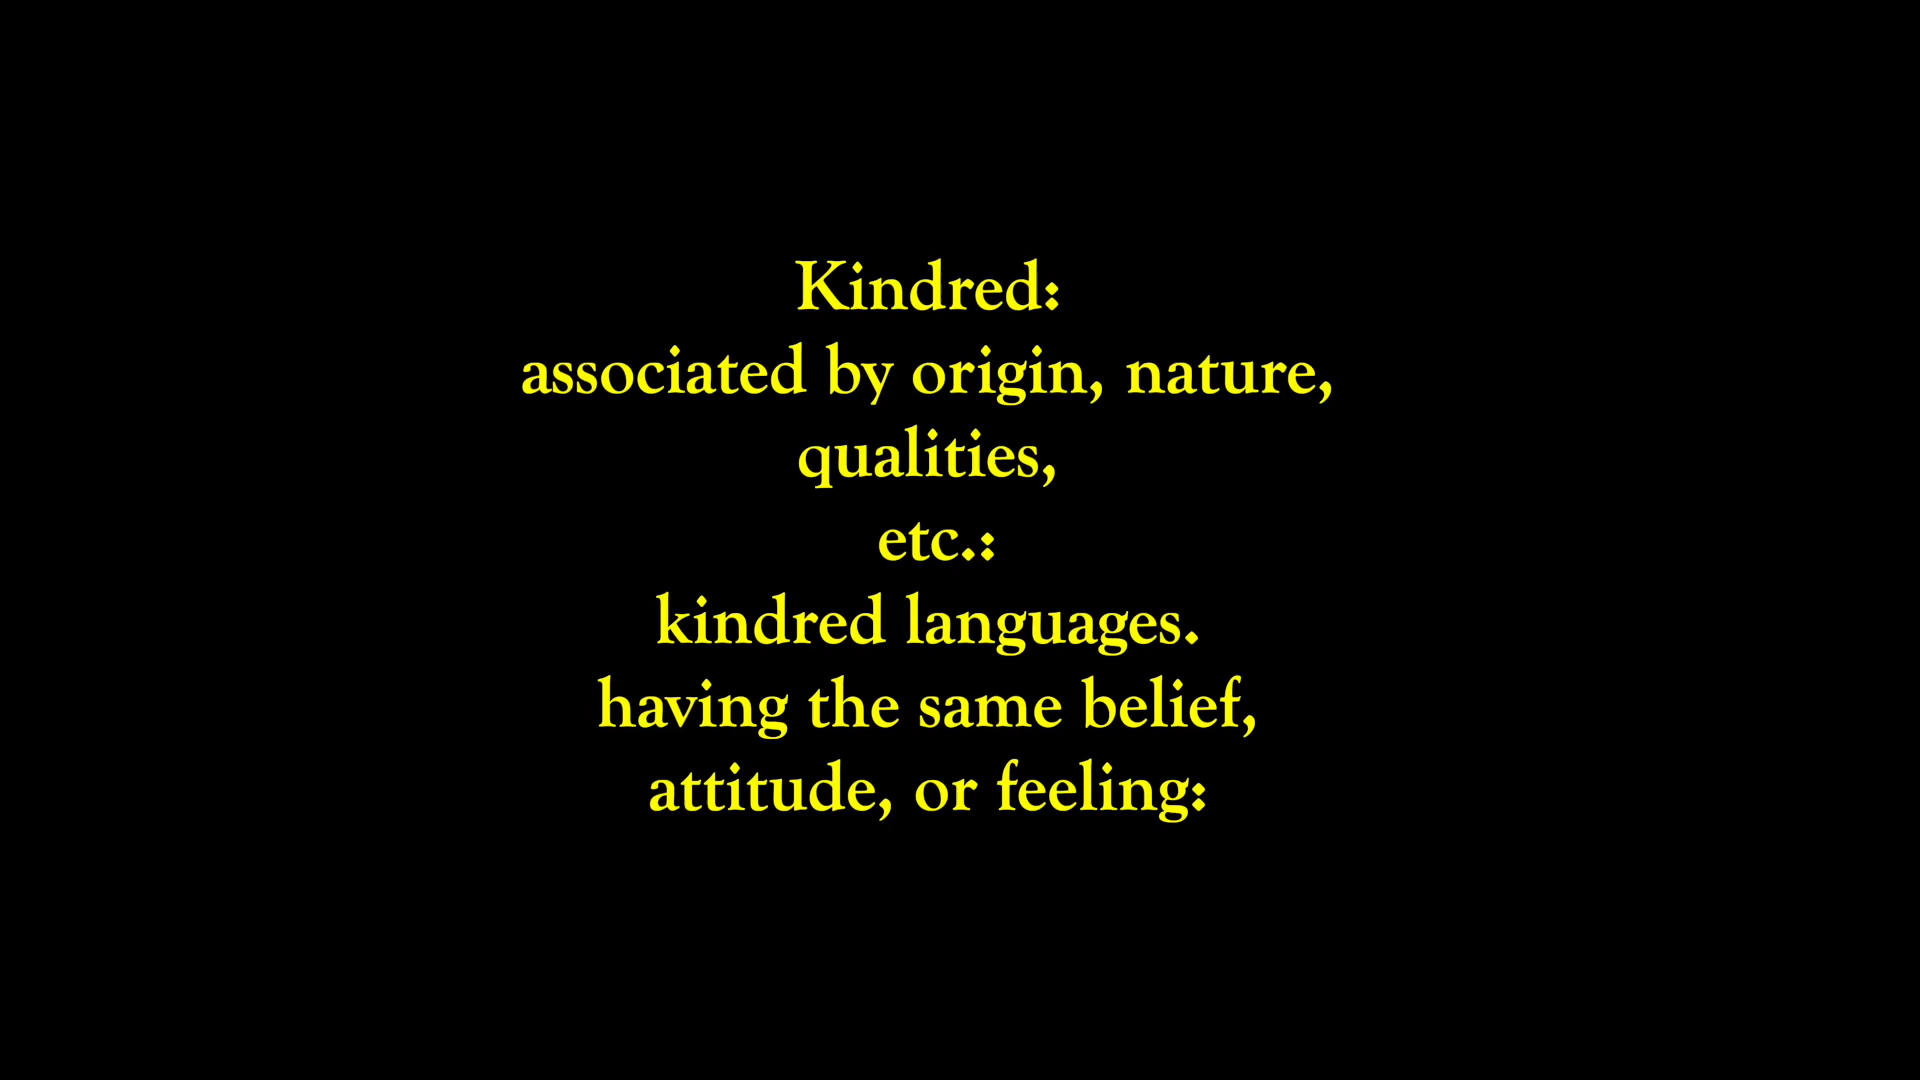 Kindred:
associated by origin, nature,
qualities,
etc.:
kindred languages.
having the same belief,
attitude, or feeling: